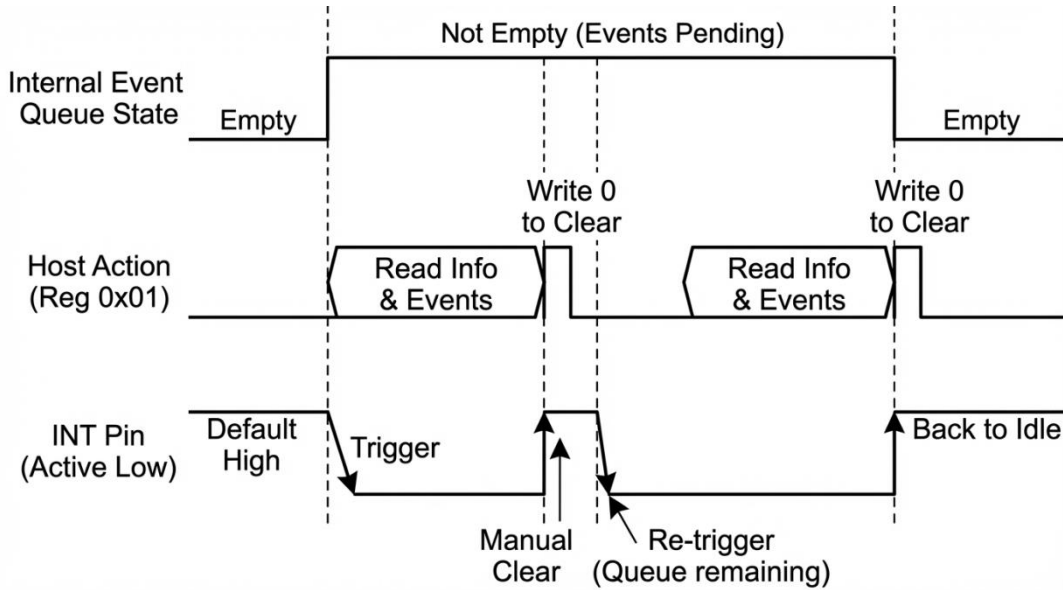 Not Empty (Events Pending)
Internal Event
Queue State
Empty
Empty
Write 0
to Clear
Write 0
to Clear
Host Action
(Reg 0x01)
Read Info
& Events
Read Info
& Events
INT Pin
(Active Low)
Default
High
Trigger
Back to Idle
Manual
Clear
Re-trigger
(Queue remaining)